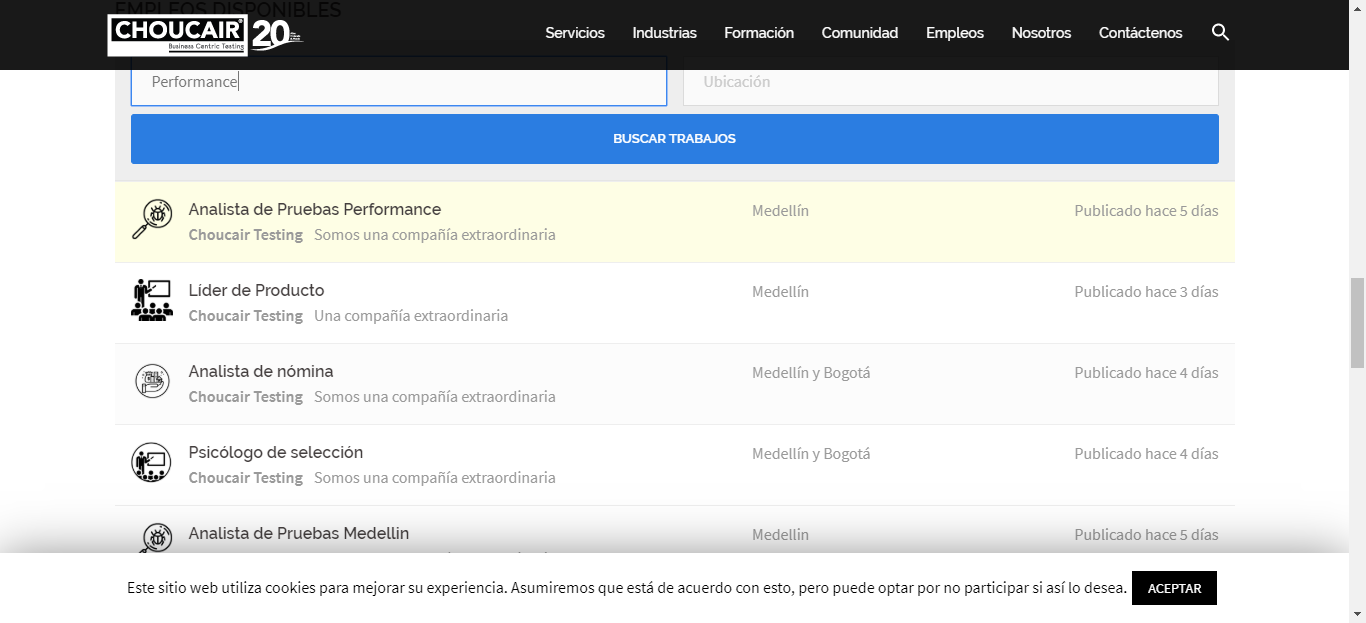 EMPLEOS DISPONIBLES
CHOUCAIR
Business Centric Testing
20
Servicios Industrias Formación Comunidad Empleos Nosotros Contáctenos
Performance Ubicación
BUSCAR TRABAJOS
Analista de Pruebas Performance Medellín Publicado hace 5 días
Choucair Testing Somos una compañía extraordinaria
Líder de Producto Medellín Publicado hace 3 días
Choucair Testing Una compañía extraordinaria
Analista de nómina Medellín y Bogotá Publicado hace 4 días
Choucair Testing Somos una compañía extraordinaria
Psicólogo de selección Medellín y Bogotá Publicado hace 4 días
Choucair Testing Somos una compañía extraordinaria
Analista de Pruebas Medellin Medellin Publicado hace 5 días
Este sitio web utiliza cookies para mejorar su experiencia. Asumiremos que está de acuerdo con esto, pero puede optar por no participar si así lo desea. ACEPTAR